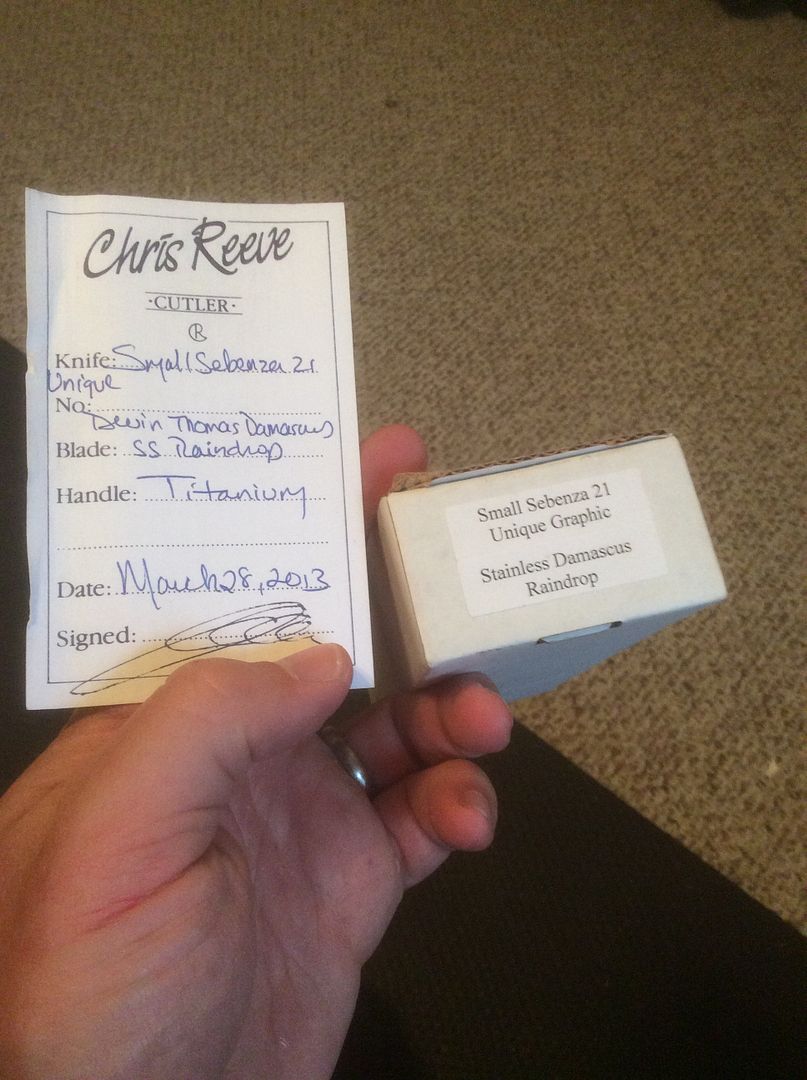 Chris Reeve
·CUTLER·
R
Knife: Small Sebenza 21
Unique
No:
Devin Thomas Damascus
Blade: SS Raindrop
Handle: Titanium
Date: March 28, 2013
Signed:
Small Sebenza 21
Unique Graphic
Stainless Damascus
Raindrop